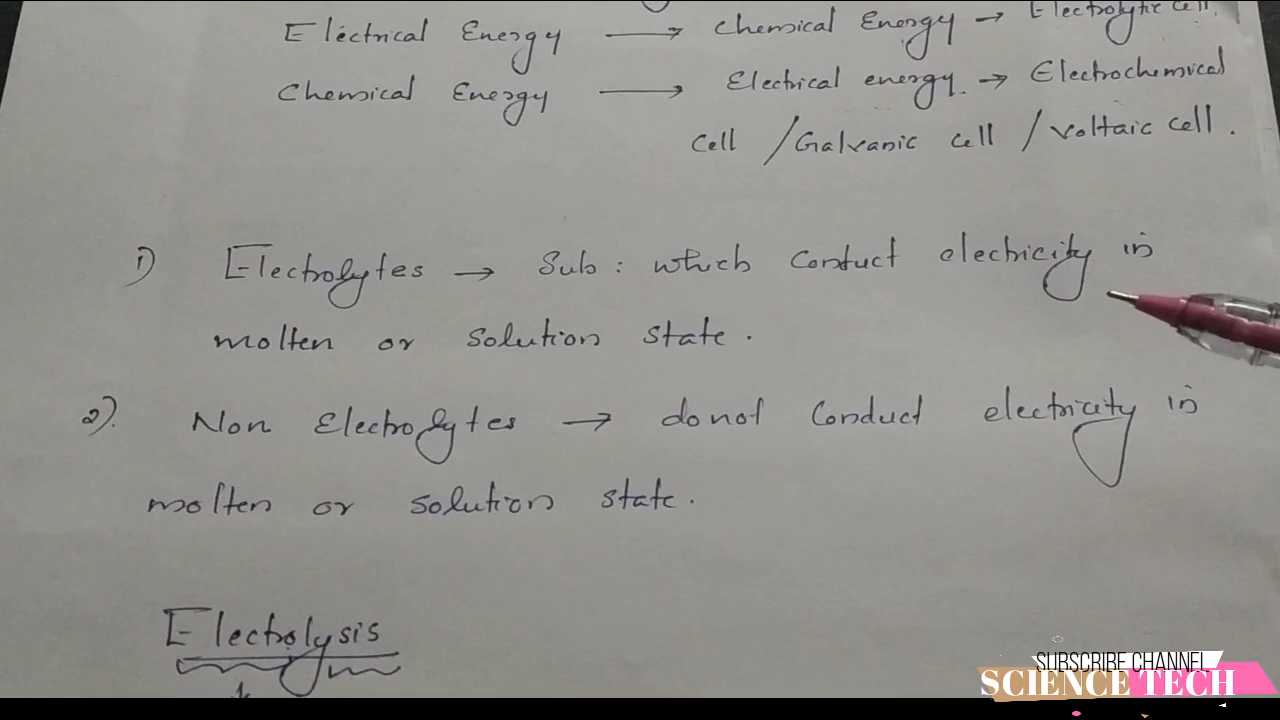 Electrical Energy → Chemical Energy → Electrolytic cell.
Chemical Energy → Electrical energy. → Electrochemical
cell /Galvanic cell / Voltaic cell.
1) Electrolytes → Sub: which conduct electricity in
molten or solution state.
2). Non Electrolytes → do not conduct electricity in
molten or solution state.
Electrolysis
SUBSCRIBE CHANNEL
SCIENCE TECH